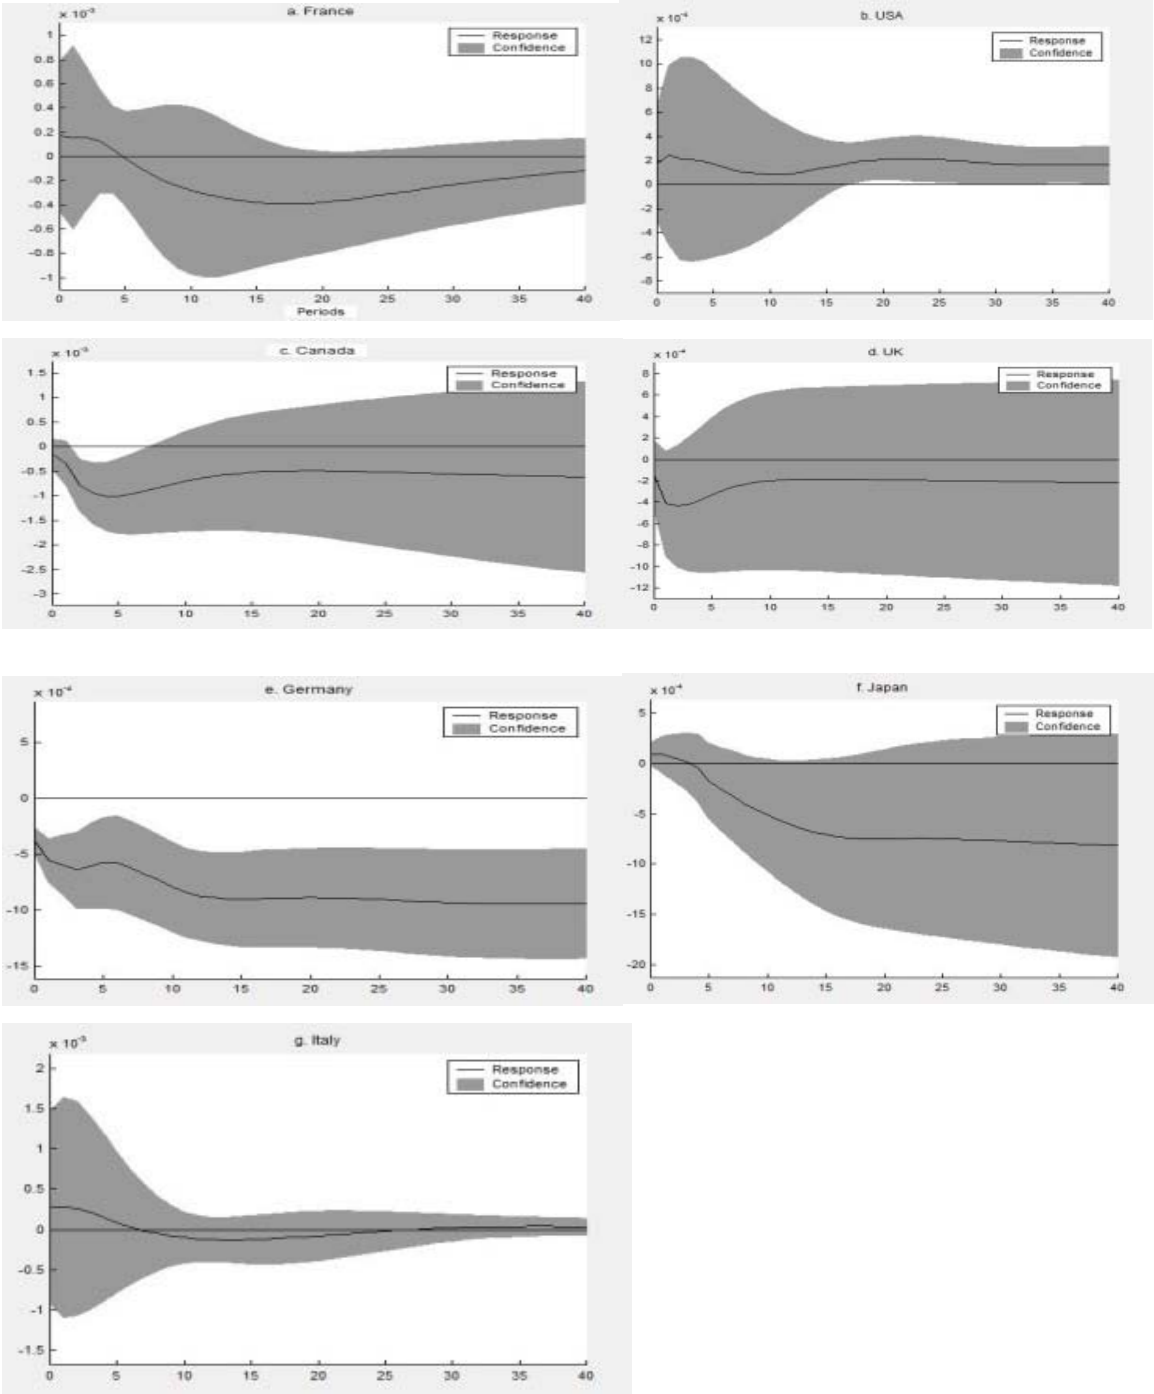 x 10⁻³
a. France
Response
Confidence
1
0.8
0.6
0.4
0.2
0
-0.2
-0.4
-0.6
-0.8
-1
0 5 10 15 20 25 30 35 40
Periods
x 10⁻⁴
b. USA
Response
Confidence
12
10
8
6
4
2
0
-2
-4
-6
-8
0 5 10 15 20 25 30 35 40
x 10⁻³
c. Canada
Response
Confidence
1.5
1
0.5
0
-0.5
-1
-1.5
-2
-2.5
-3
0 5 10 15 20 25 30 35 40
x 10⁻⁴
d. UK
Response
Confidence
8
6
4
2
0
-2
-4
-6
-8
-10
-12
0 5 10 15 20 25 30 35 40
x 10⁻⁴
e. Germany
Response
Confidence
5
0
-5
-10
-15
0 5 10 15 20 25 30 35 40
x 10⁻⁴
f. Japan
Response
Confidence
5
0
-5
-10
-15
-20
0 5 10 15 20 25 30 35 40
x 10⁻³
g. Italy
Response
Confidence
2
1.5
1
0.5
0
-0.5
-1
-1.5
0 5 10 15 20 25 30 35 40